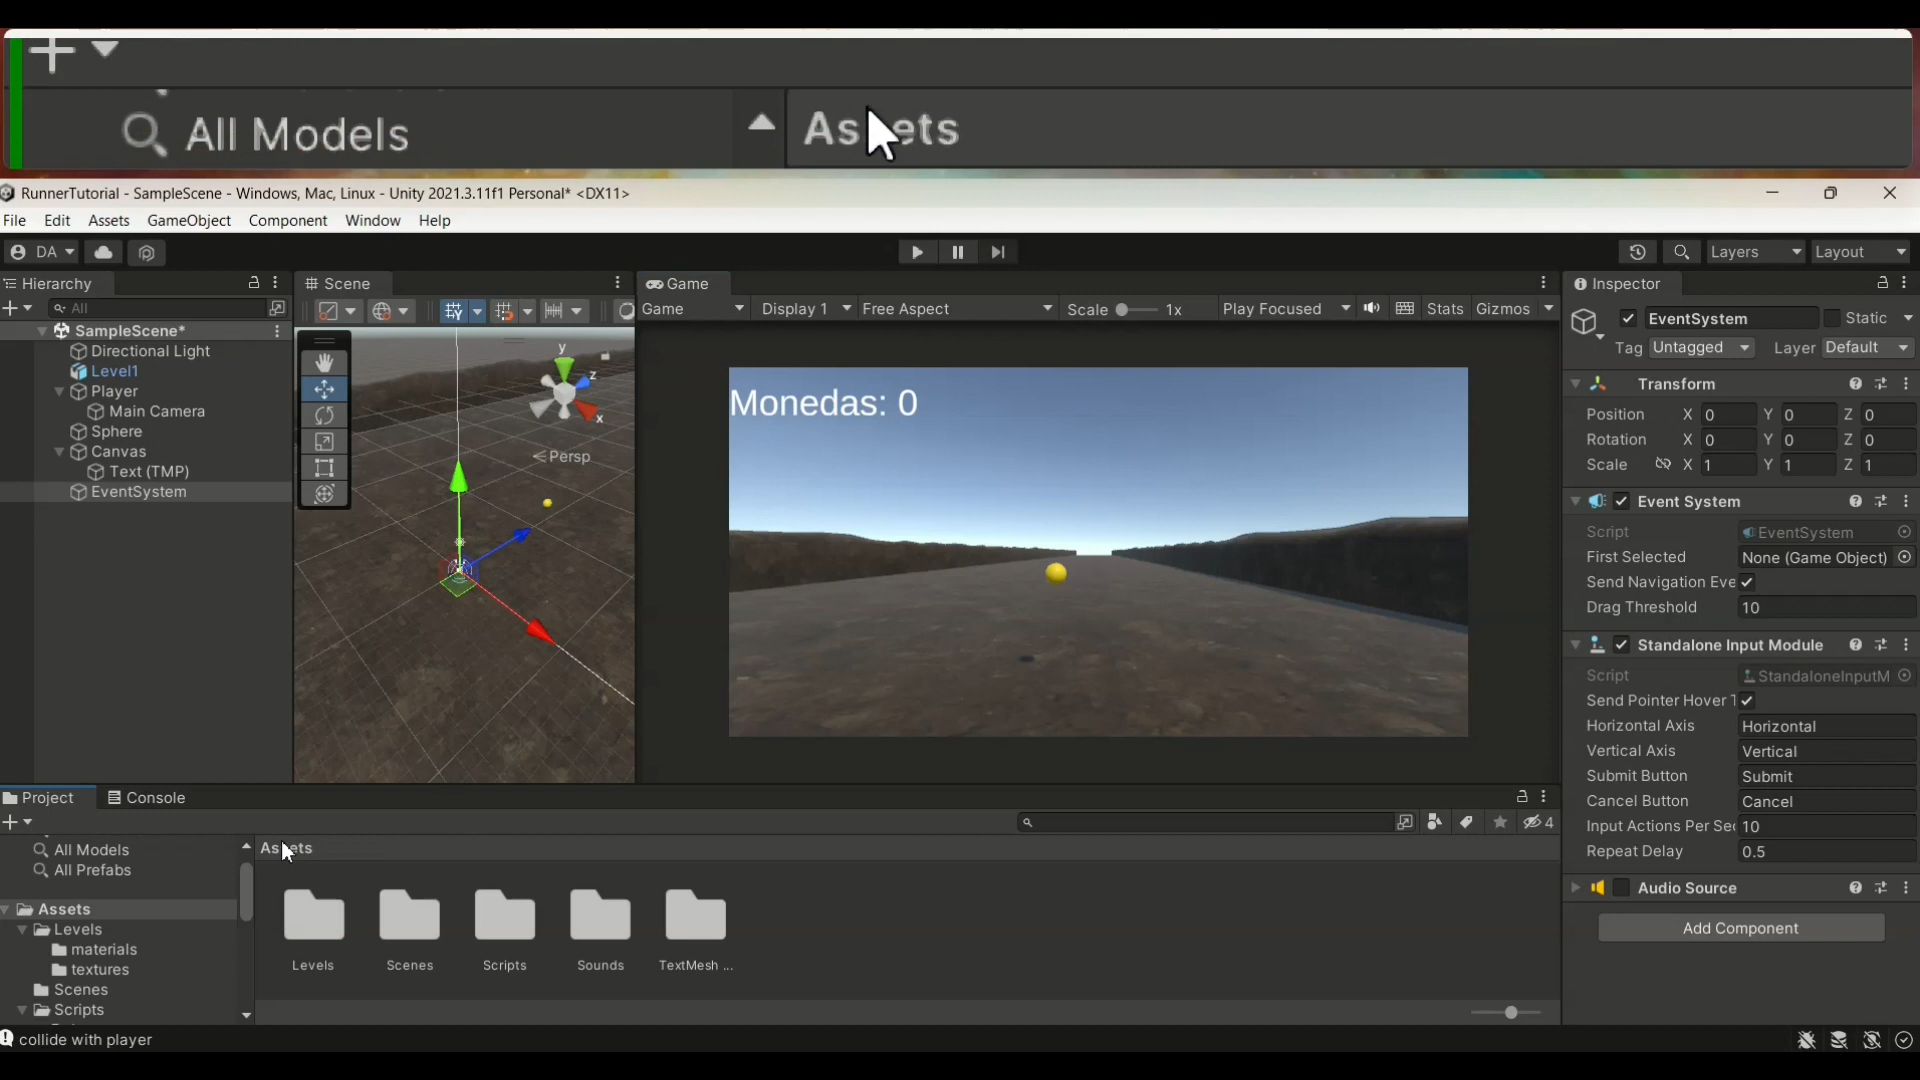 All Models
Assets
RunnerTutorial - SampleScene - Windows, Mac, Linux - Unity 2021.3.11f1 Personal* <DX11>
File Edit Assets GameObject Component Window Help
DA
Layers Layout
Hierarchy
All
SampleScene*
Directional Light
Level1
Player
Main Camera
Sphere
Canvas
Text (TMP)
EventSystem
Scene
y
z
x
Persp
Game
Game Display 1 Free Aspect Scale 1x Play Focused Stats Gizmos
Monedas: 0
Inspector
EventSystem Static
Tag Untagged Layer Default
Transform
Position X 0 Y 0 Z 0
Rotation X 0 Y 0 Z 0
Scale X 1 Y 1 Z 1
Event System
Script EventSystem
First Selected None (Game Object)
Send Navigation Eve
Drag Threshold 10
Standalone Input Module
Script StandaloneInputM
Send Pointer Hover T
Horizontal Axis Horizontal
Vertical Axis Vertical
Submit Button Submit
Cancel Button Cancel
Input Actions Per Sec 10
Repeat Delay 0.5
Audio Source
Add Component
Project Console
4
All Models
All Prefabs
Assets
Levels
materials
textures
Scenes
Scripts
Assets
Levels Scenes Scripts Sounds TextMesh ...
collide with player